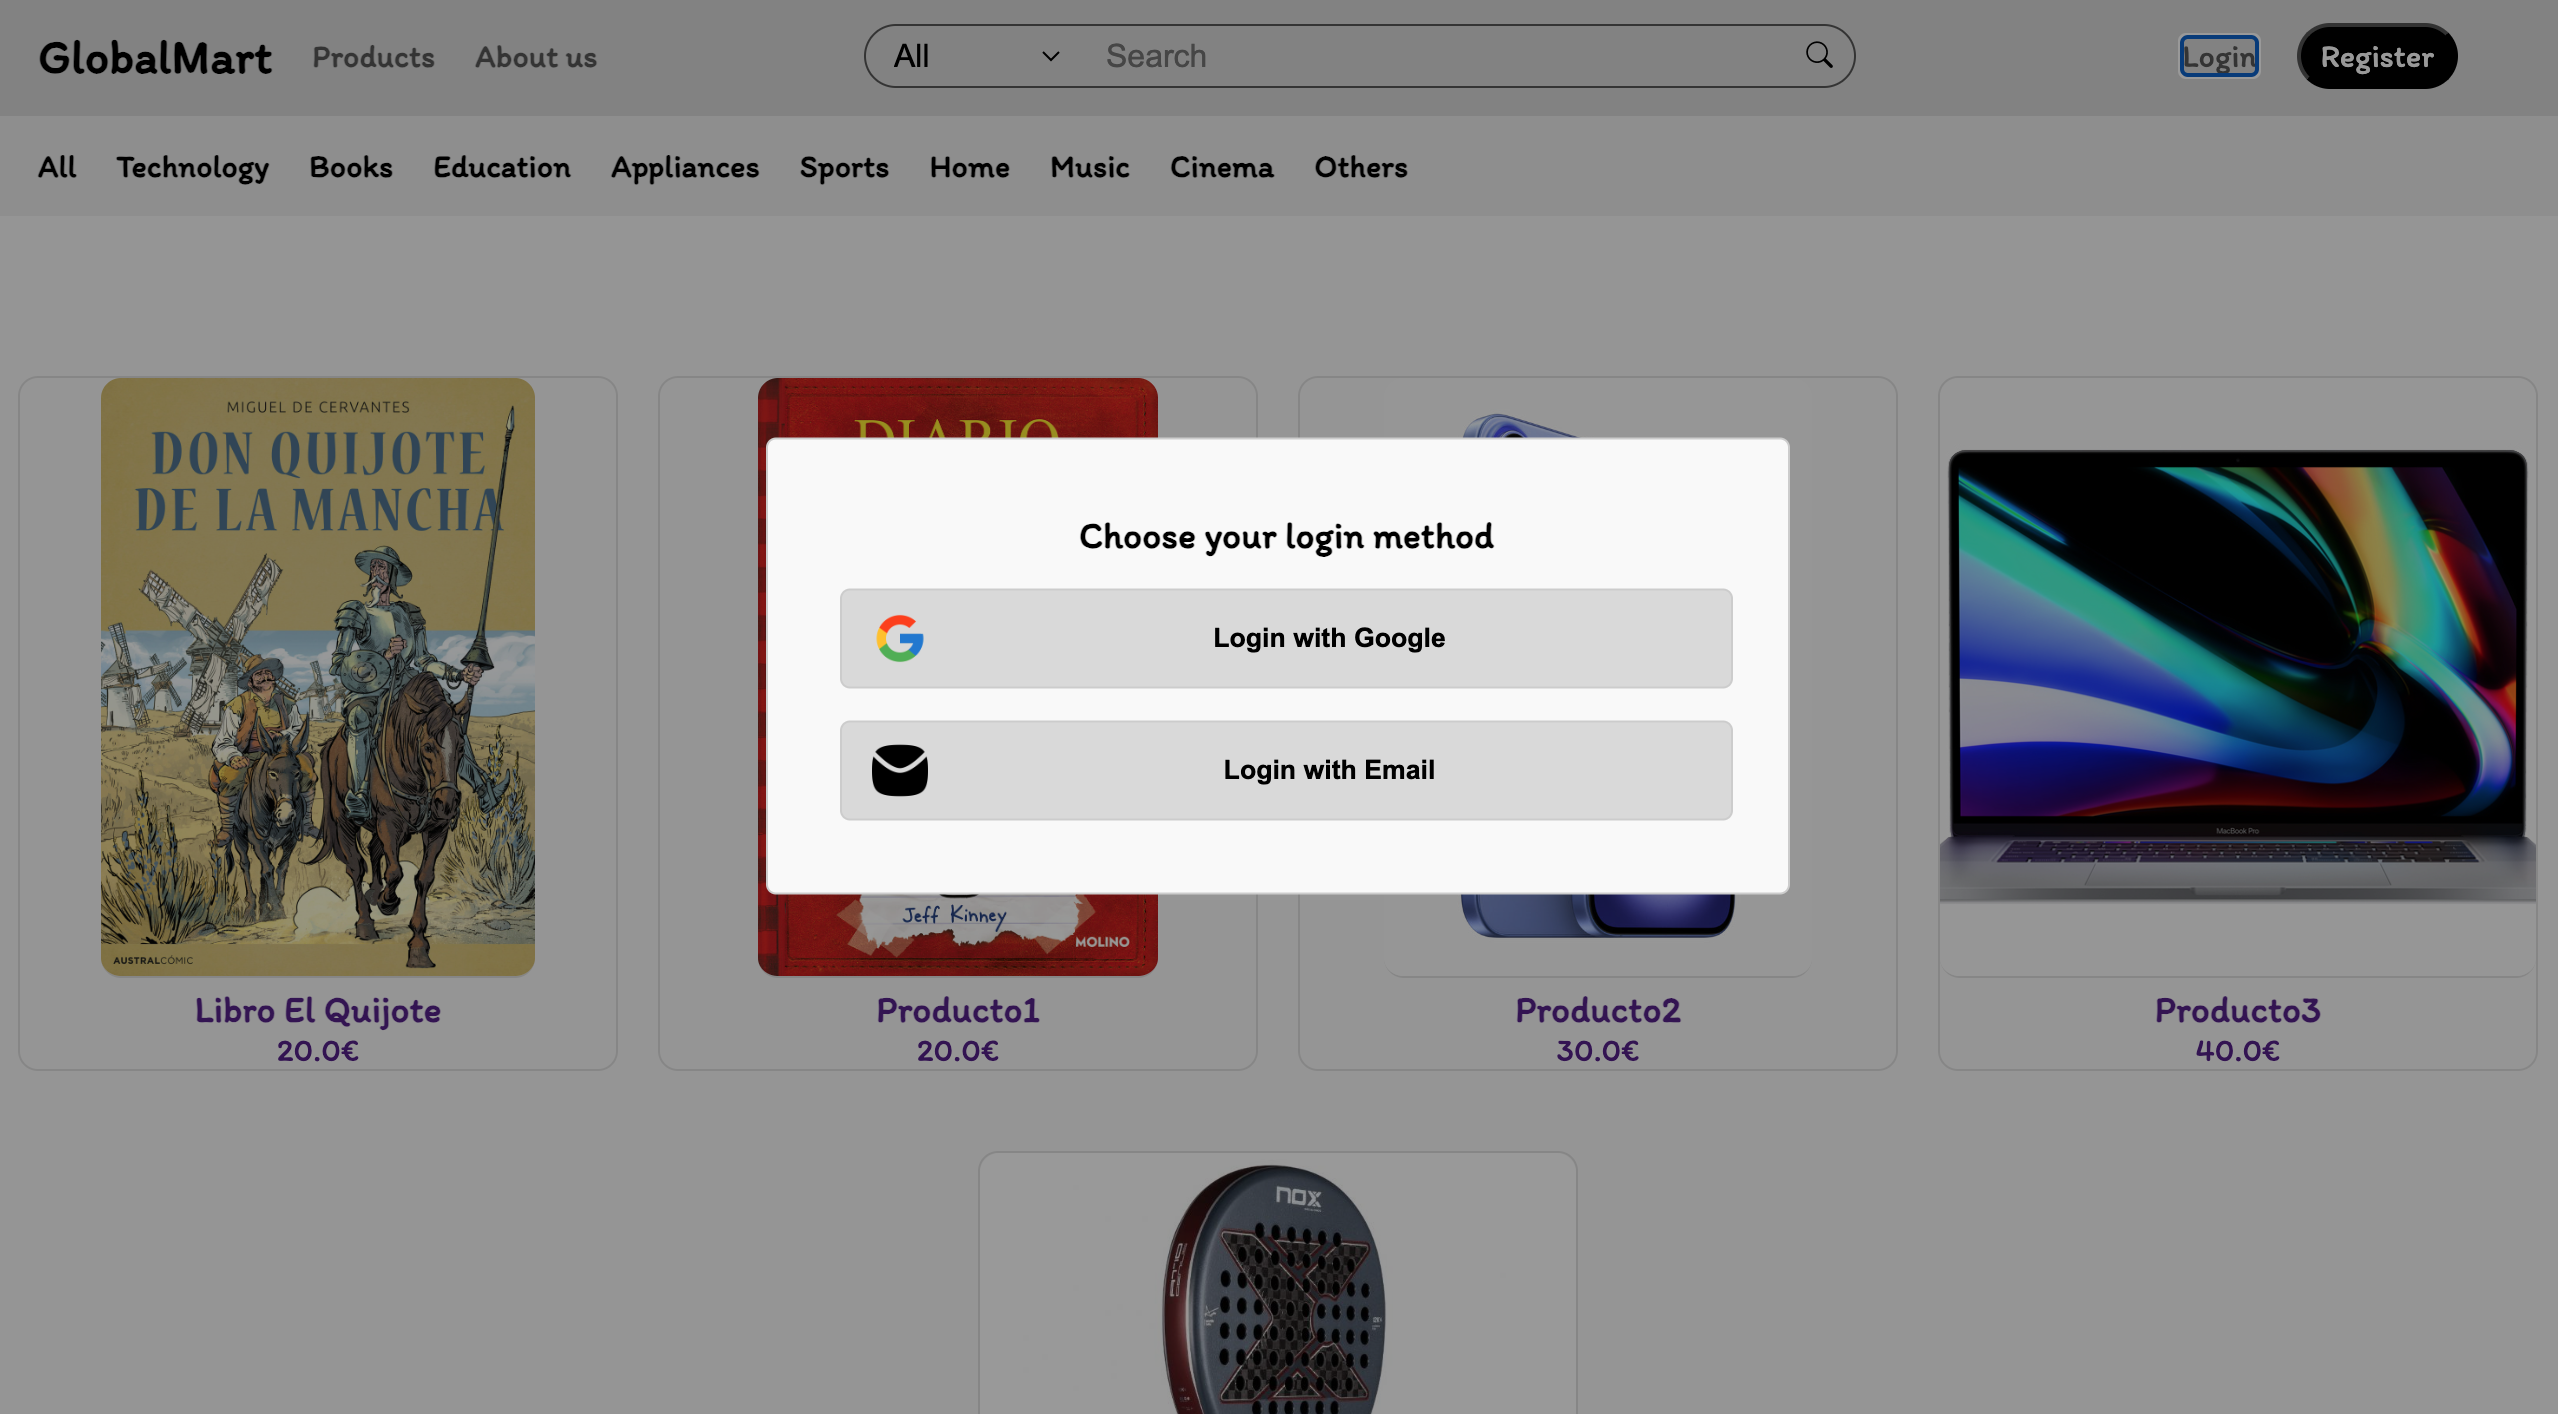 GlobalMart Products About us All Search Login Register
All Technology Books Education Appliances Sports Home Music Cinema Others
MIGUEL DE CERVANTES
DON QUIJOTE
DE LA MANCHA
AUSTRALCÓMIC
Libro El Quijote
20.0€
DIARIO
Jeff Kinney
MOLINO
Producto1
20.0€
Choose your login method
Login with Google
Login with Email
Producto2
30.0€
MacBook Pro
Producto3
40.0€
nox